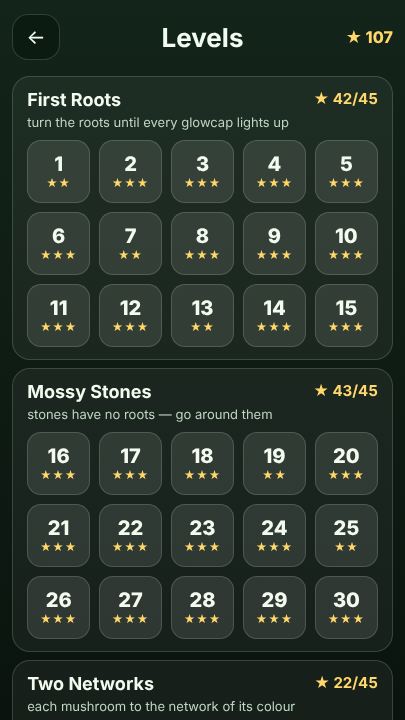 ← Levels ★ 107
First Roots ★ 42/45
turn the roots until every glowcap lights up
1 2 3 4 5
★★ ★★★ ★★★ ★★★ ★★★
6 7 8 9 10
★★★ ★★ ★★★ ★★★ ★★★
11 12 13 14 15
★★★ ★★★ ★★ ★★★ ★★★
Mossy Stones ★ 43/45
stones have no roots — go around them
16 17 18 19 20
★★★ ★★★ ★★★ ★★ ★★★
21 22 23 24 25
★★★ ★★★ ★★★ ★★★ ★★
26 27 28 29 30
★★★ ★★★ ★★★ ★★★ ★★★
Two Networks ★ 22/45
each mushroom to the network of its colour